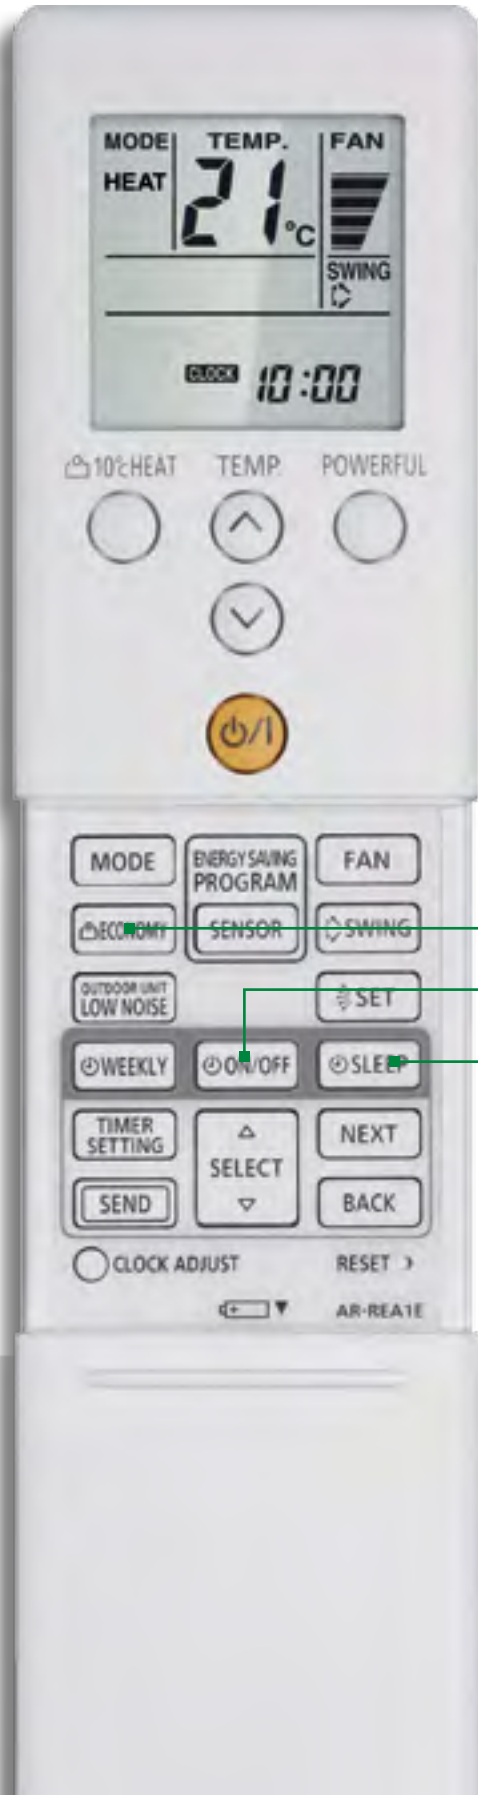 MODE TEMP. FAN
HEAT 21 °C
SWING
CLOCK 10:00
10°C HEAT TEMP. POWERFUL
MODE
ENERGY SAVING
PROGRAM
FAN
ECONOMY SENSOR SWING
OUTDOOR UNIT
LOW NOISE
SET
WEEKLY ON/OFF SLEEP
TIMER
SETTING
SELECT
NEXT
SEND
BACK
CLOCK ADJUST RESET
AR-REA1E